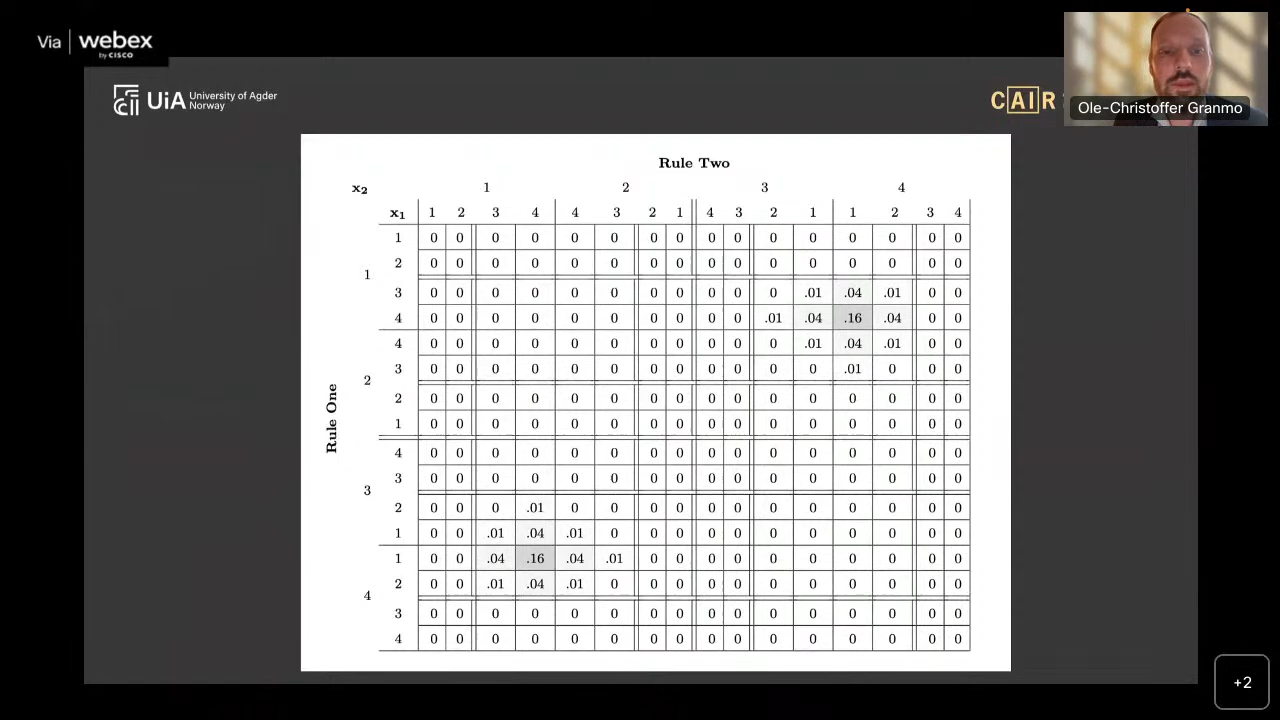 Via | webex
by CISCO
UiA University of Agder
Norway
CAIR
Ole-Christoffer Granmo
Rule Two
x₂ 1 2 3 4
x₁ 1 2 3 4 4 3 2 1 4 3 2 1 1 2 3 4
1 0 0 0 0 0 0 0 0 0 0 0 0 0 0 0 0
2 0 0 0 0 0 0 0 0 0 0 0 0 0 0 0 0
1
3 0 0 0 0 0 0 0 0 0 0 0 .01 .04 .01 0 0
4 0 0 0 0 0 0 0 0 0 0 .01 .04 .16 .04 0 0
4 0 0 0 0 0 0 0 0 0 0 0 .01 .04 .01 0 0
3 0 0 0 0 0 0 0 0 0 0 0 0 .01 0 0 0
2
2 0 0 0 0 0 0 0 0 0 0 0 0 0 0 0 0
1 0 0 0 0 0 0 0 0 0 0 0 0 0 0 0 0
Rule One
4 0 0 0 0 0 0 0 0 0 0 0 0 0 0 0 0
3 0 0 0 0 0 0 0 0 0 0 0 0 0 0 0 0
3
2 0 0 0 .01 0 0 0 0 0 0 0 0 0 0 0 0
1 0 0 .01 .04 .01 0 0 0 0 0 0 0 0 0 0 0
1 0 0 .04 .16 .04 .01 0 0 0 0 0 0 0 0 0 0
2 0 0 .01 .04 .01 0 0 0 0 0 0 0 0 0 0 0
4
3 0 0 0 0 0 0 0 0 0 0 0 0 0 0 0 0
4 0 0 0 0 0 0 0 0 0 0 0 0 0 0 0 0
+2